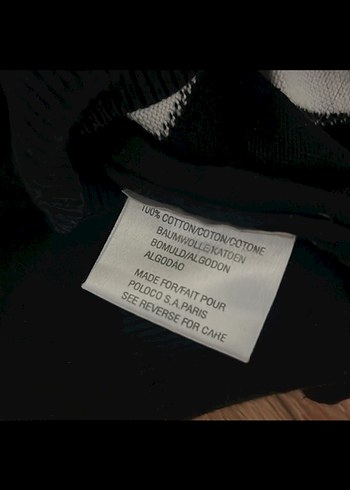 100% COTTON/COTON/COTONE
BAUMWOLLE/KATOEN
BOMULD/ALGODON
ALGODAO
MADE FOR/FAIT POUR
POLOCO S.A.PARIS
SEE REVERSE FOR CARE